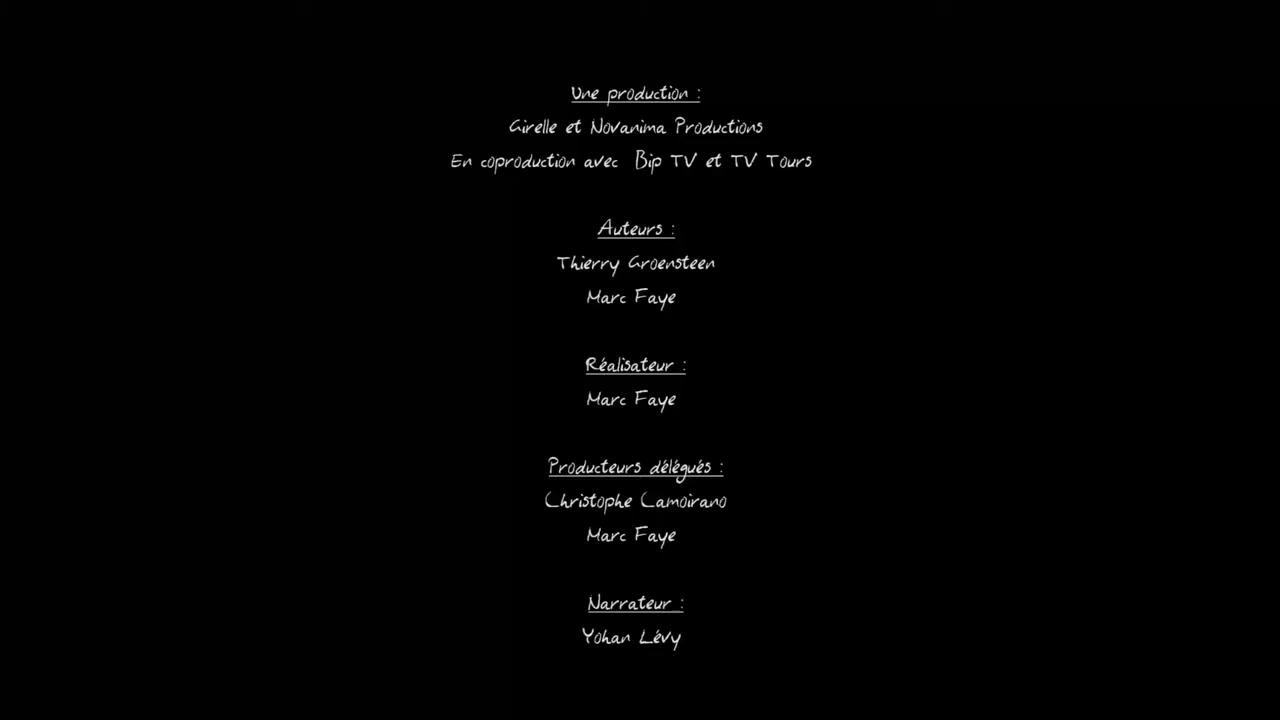 Une production :
Girelle et Novanima Productions
En coproduction avec Bip TV et TV Tours
Auteurs :
Thierry Groensteen
Marc Faye
Réalisateur :
Marc Faye
Producteurs délégués :
Christophe Camoirano
Marc Faye
Narrateur :
Yohan Lévy